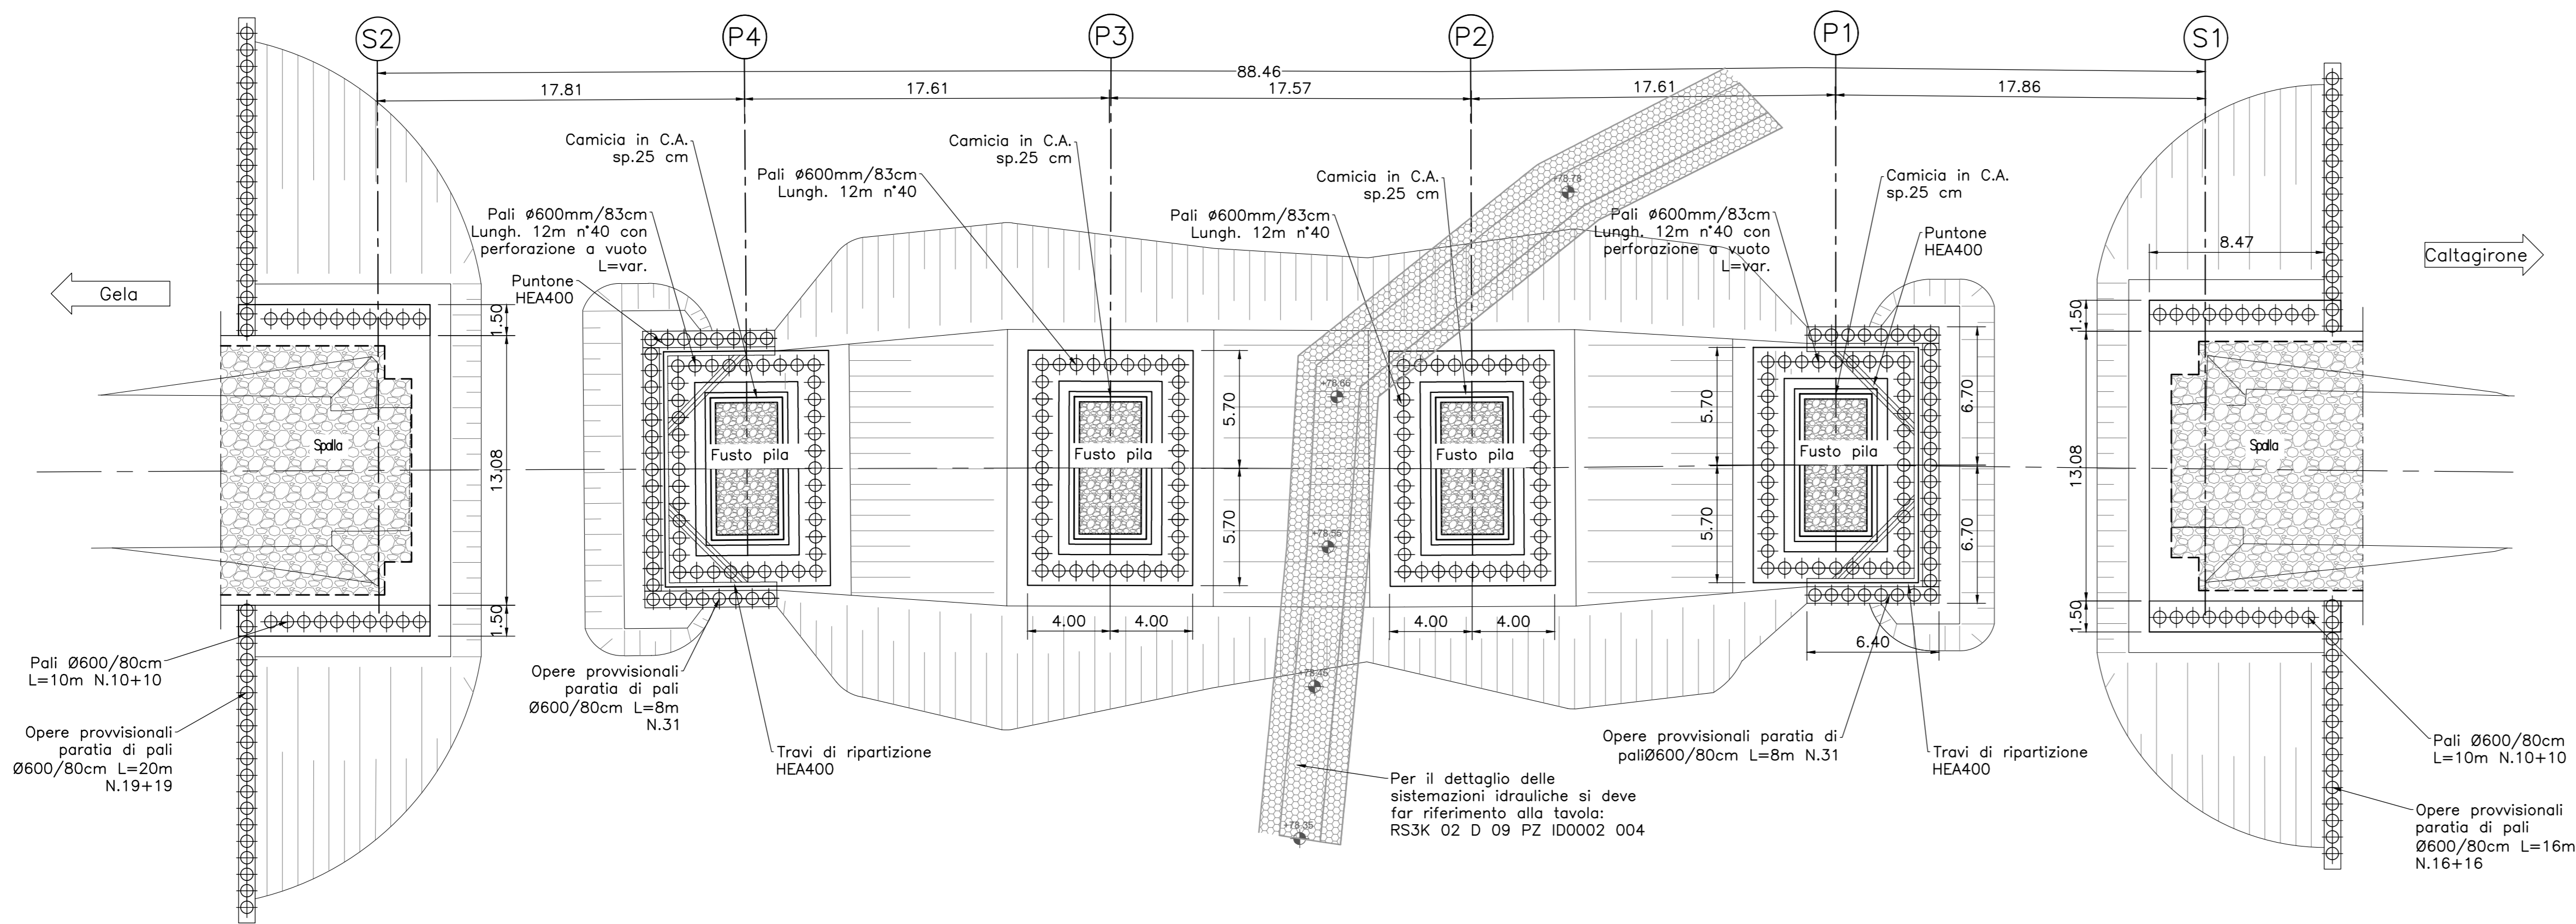 S2
P4
P3
P2
P1
S1
88.46
17.81
17.61
17.57
17.61
17.86
Camicia in C.A.
sp.25 cm
Camicia in C.A.
sp.25 cm
Camicia in C.A.
sp.25 cm
Camicia in C.A.
sp.25 cm
Pali ø600mm/83cm
Lungh. 12m n°40 con
perforazione a vuoto
L=var.
Pali ø600mm/83cm
Lungh. 12m n°40
Pali ø600mm/83cm
Lungh. 12m n°40
Pali ø600mm/83cm
Lungh. 12m n°40 con
perforazione a vuoto
L=var.
Puntone
HEA400
Puntone
HEA400
+78.78
+78.66
+78.55
+78.45
+78.35
Gela
Caltagirone
8.47
1.50
13.08
1.50
1.50
13.08
1.50
Spalla
Fusto pila
Fusto pila
Fusto pila
Fusto pila
Spalla
5.70
5.70
5.70
5.70
6.70
6.70
4.00
4.00
4.00
4.00
6.40
Pali Ø600/80cm
L=10m N.10+10
Opere provvisionali
paratia di pali
Ø600/80cm L=20m
N.19+19
Opere provvisionali
paratia di pali
Ø600/80cm L=8m
N.31
Travi di ripartizione
HEA400
Per il dettaglio delle
sistemazioni idrauliche si deve
far riferimento alla tavola:
RS3K 02 D 09 PZ ID0002 004
Opere provvisionali paratia di
paliØ600/80cm L=8m N.31
Travi di ripartizione
HEA400
Pali Ø600/80cm
L=10m N.10+10
Opere provvisionali
paratia di pali
Ø600/80cm L=16m
N.16+16